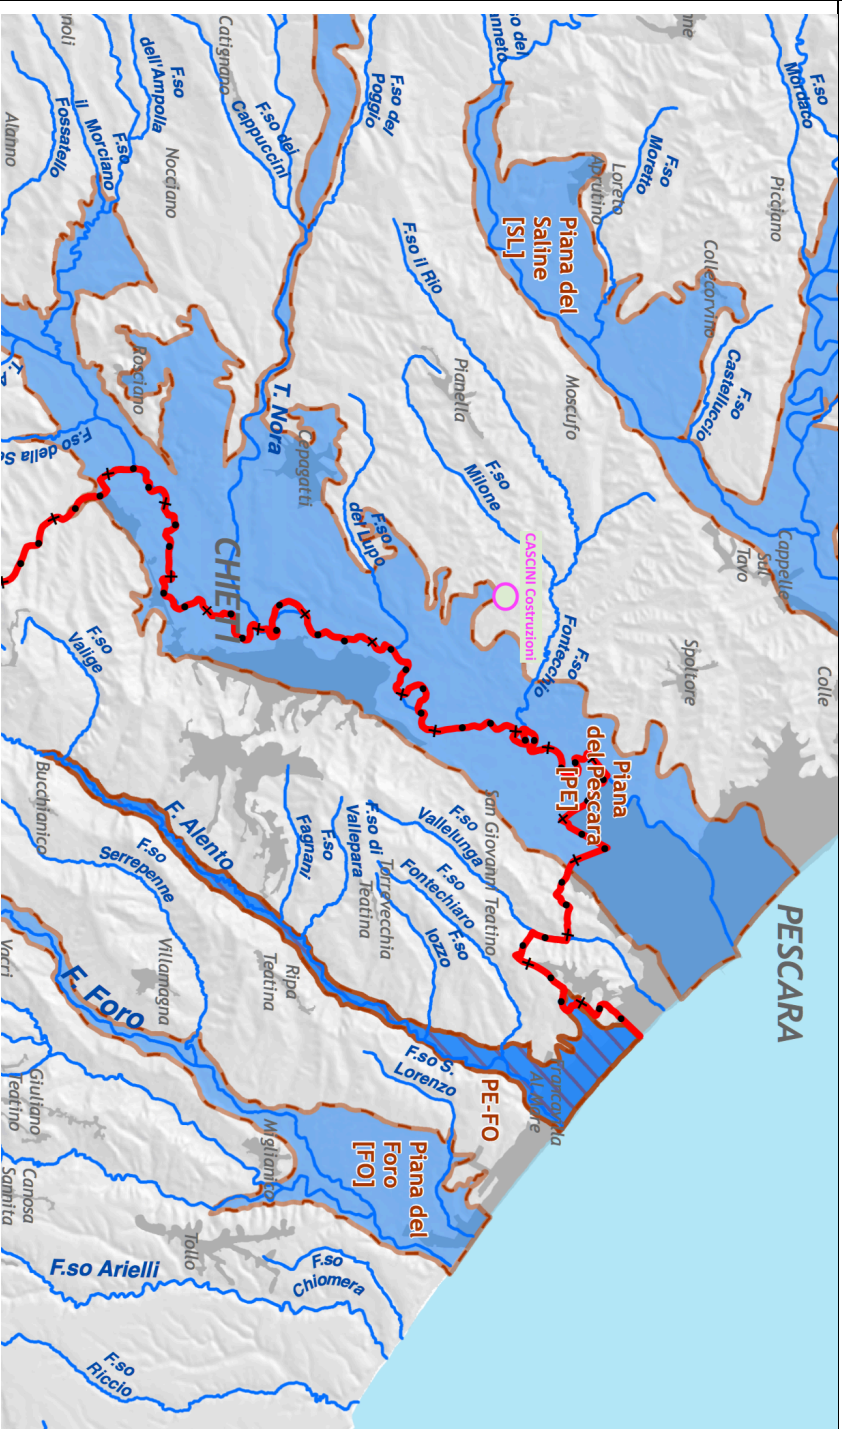 F.so
Mordaco
Picciano
F.so
Moretto
Loreto
Aprutino
Piana del
Saline
[SL]
Collecorvino
F.so
Castelluccio
F.so del
Poggio
Catignano
F.so dei
Cappuccini
F.so
dell'Ampolla
Nocciano
F.so
il Morciano
Fossatello
Alanno
F.so il Rio
Pianella
Moscufo
F.so
Milone
T. Nora
Cepagatti
Rosciano
F.so
del Lupo
CASCINI Costruzioni
Cappelle
Sul
Tavo
Spoltore
Colle
F.so
Fontecchio
CHIETI
F.so
Valige
Bucchianico
Piana
del Pescara
[PE]
San Giovanni Teatino
PESCARA
F. Alento
F.so
Fagnani
F.so
Vallepara
F.so di
F.so
Vallelunga
F.so
Fontechiaro
F.so
Iozzo
Torrevecchia
Teatina
F.so
Serrepenne
Villamagna
Ripa
Teatina
F. Foro
Vacri
F.so S.
Lorenzo
PE-FO
Francavilla
Al Mare
Piana del
Foro
[FO]
Miglianico
Giuliano
Teatino
Canosa
Sannita
Tollo
F.so Arielli
F.so
Chiomera
F.so
Riccio